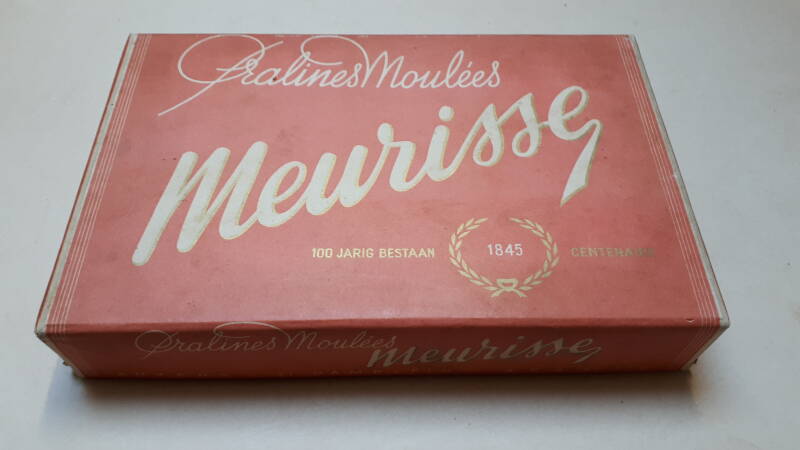 Pralines Moulées
Meurisse
100 JARIG BESTAAN 1845 CENTENAIRE
Pralines Moulées Meurisse